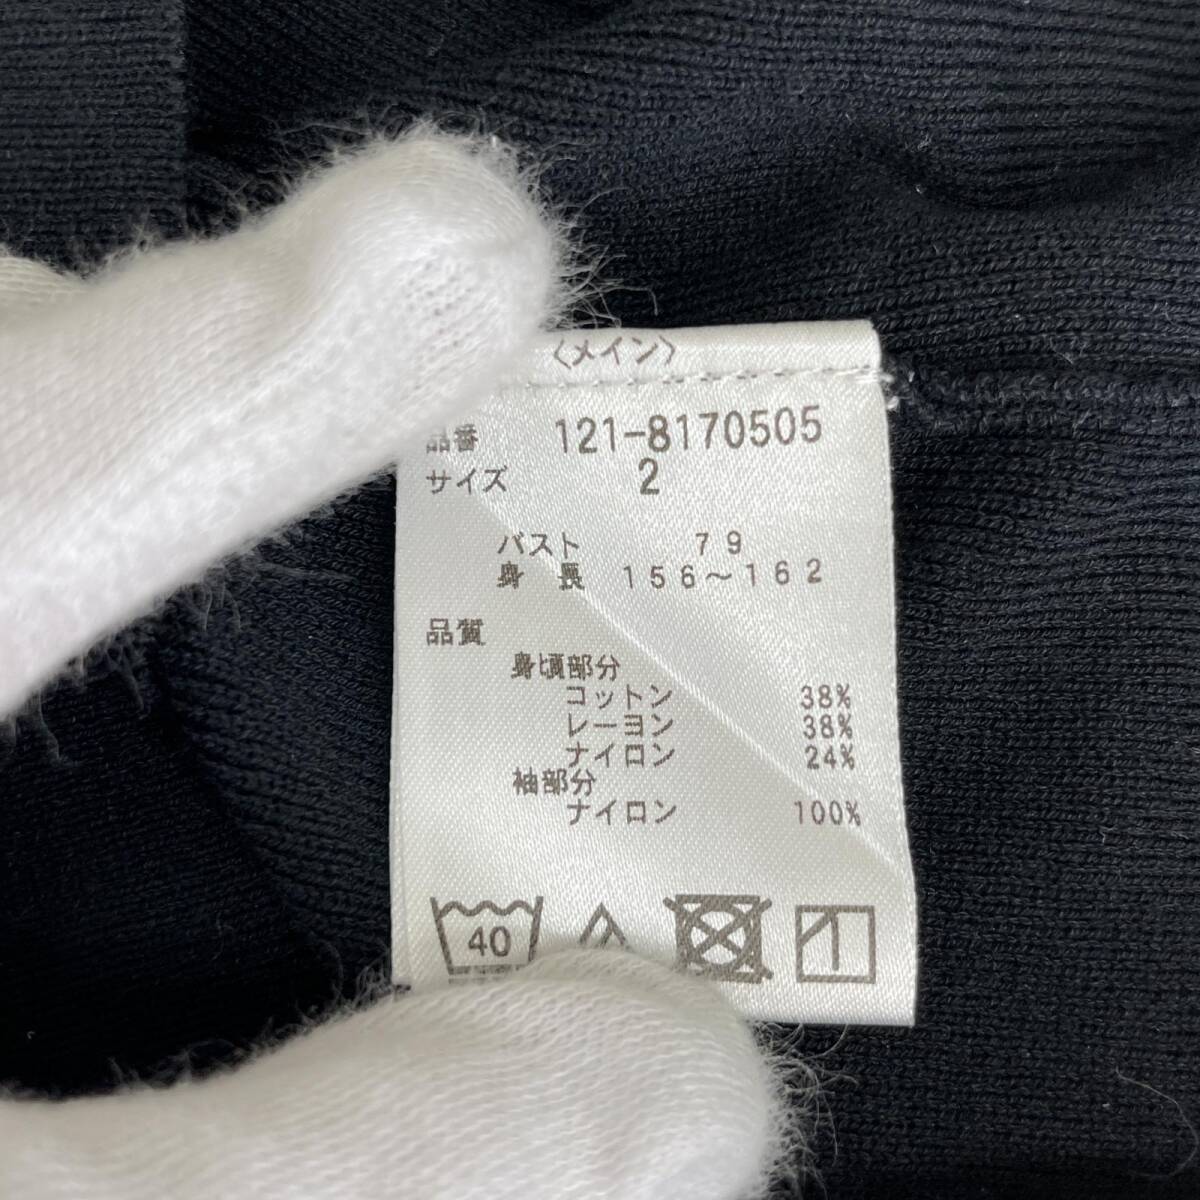 〈メイン〉
品番 121-8170505
サイズ 2
バスト 79
身長 156～162
品質
身頃部分
コットン 38%
レーヨン 38%
ナイロン 24%
袖部分
ナイロン 100%
40